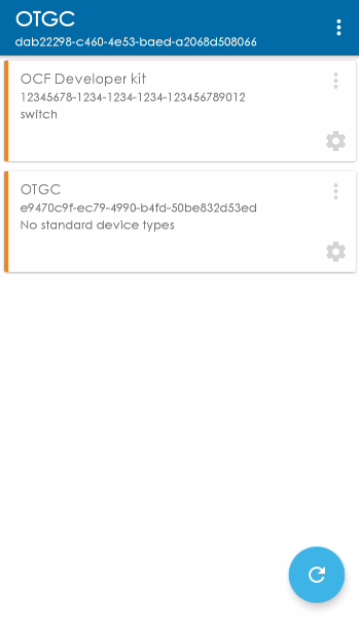 OTGC
dab22298-c460-4e53-baed-a2068d508066
OCF Developer kit
12345678-1234-1234-1234-123456789012
switch
OTGC
e9470c9f-ec79-4990-b4fd-50be832d53ed
No standard device types